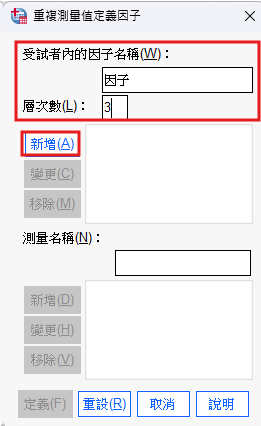 重複測量值定義因子
受試者內的因子名稱(W)：
因子
層次數(L)： 3
新增(A)
變更(C)
移除(M)
測量名稱(N)：
新增(D)
變更(H)
移除(V)
定義(F) 重設(R) 取消 說明